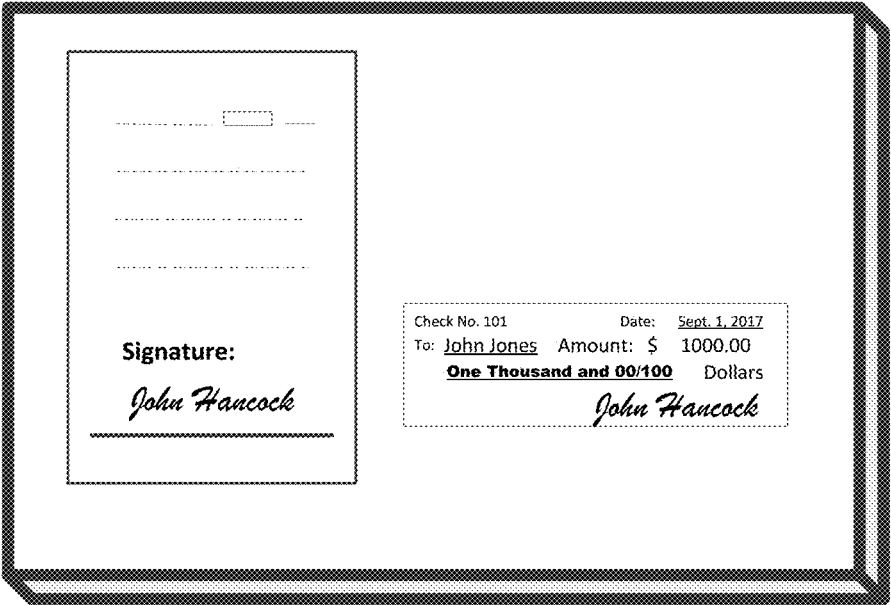 Signature:
John Hancock
Check No. 101 Date: Sept. 1, 2017
To: John Jones Amount: $ 1000.00
One Thousand and 00/100 Dollars
John Hancock